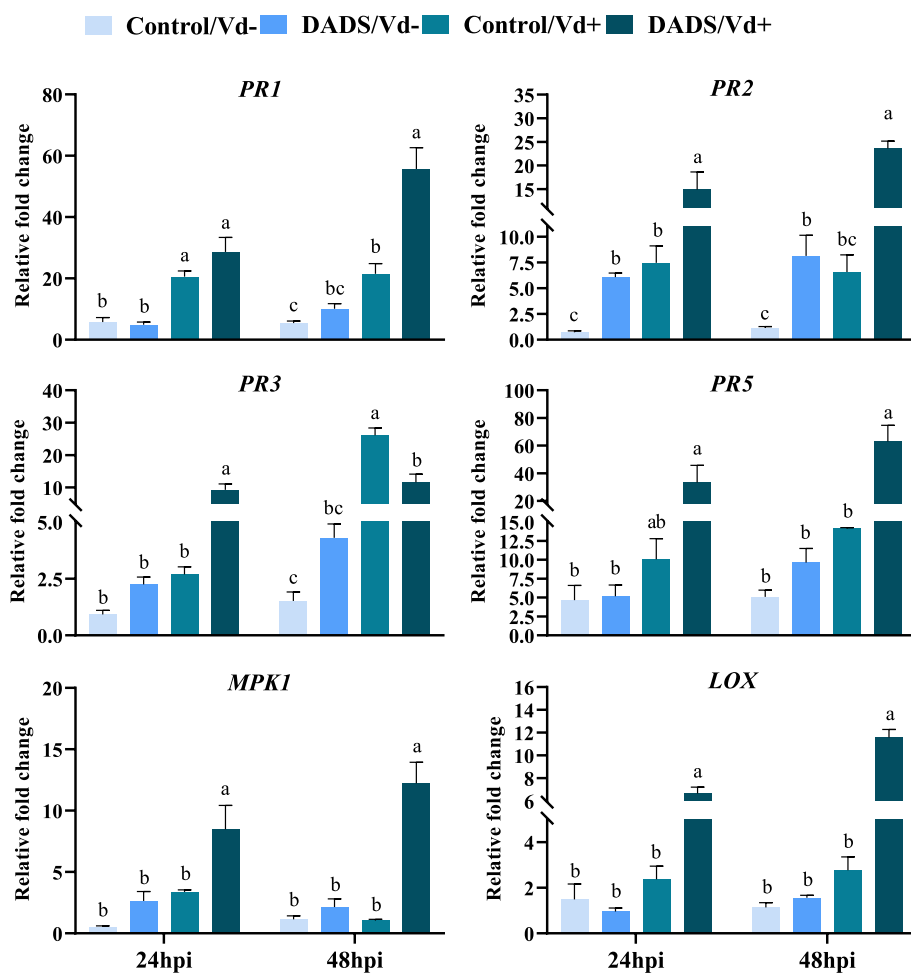 Control/Vd- DADS/Vd- Control/Vd+ DADS/Vd+
PR1
Relative fold change
80
60
40
20
0
b b a a c bc b a
PR2
Relative fold change
35
30
25
20
15
10.0
7.5
5.0
2.5
0.0
c b b a c b bc a
PR3
Relative fold change
40
30
20
10
5.0
2.5
0.0
b b b a c bc a b
PR5
Relative fold change
100
80
60
40
20
15.0
12.5
10.0
7.5
5.0
2.5
0.0
b b ab a b b b a
MPK1
Relative fold change
20
15
10
5
0
b b b a b b b a
24hpi 48hpi
LOX
Relative fold change
16
14
12
10
8
6
4
2
0
b b b a b b b a
24hpi 48hpi